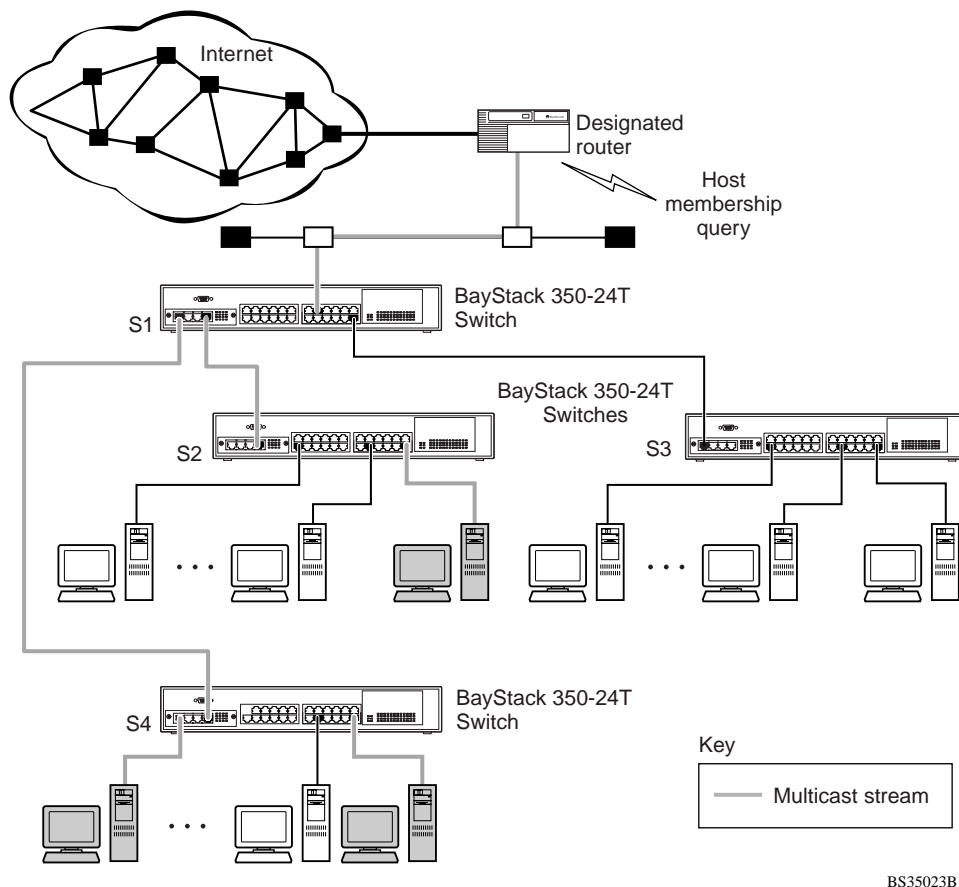 Internet
Designated
router
Host
membership
query
BayStack 350-24T
Switch
S1
BayStack 350-24T
Switches
S2
S3
BayStack 350-24T
Switch
S4
Key
Multicast stream
BS35023B